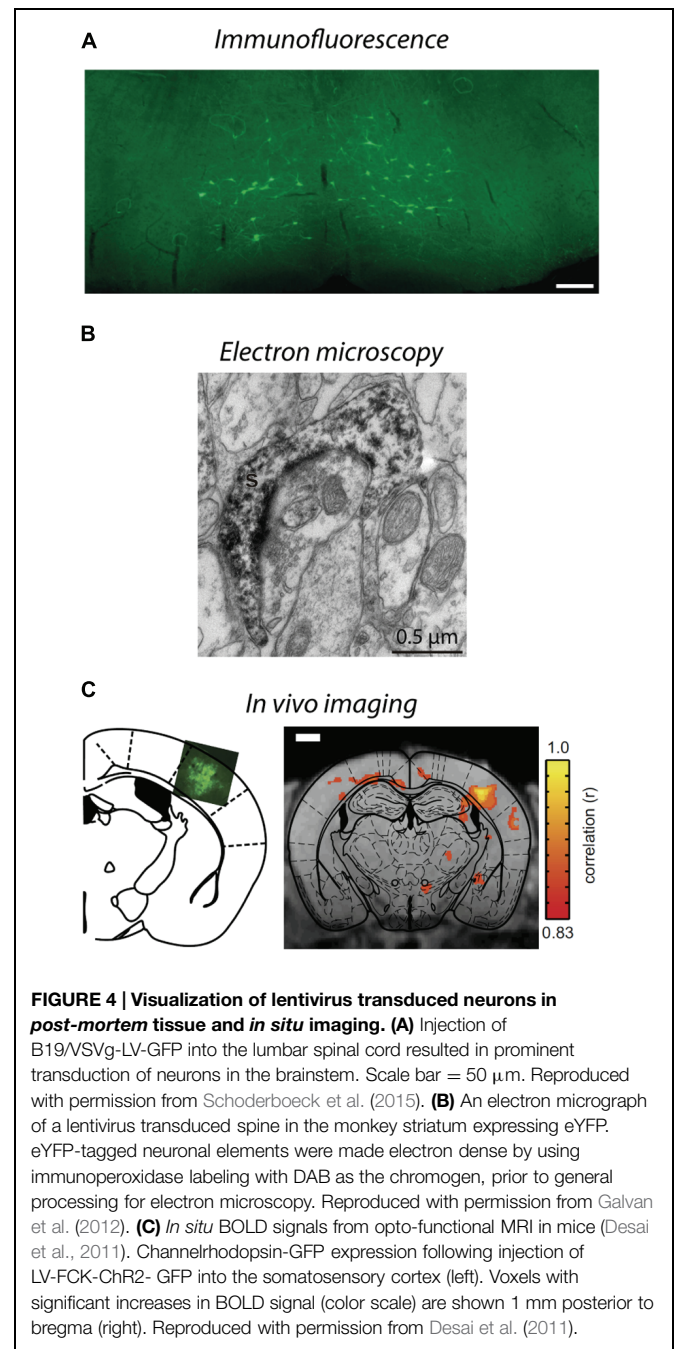 A
Immunofluorescence
B
Electron microscopy
S
0.5 µm
C
In vivo imaging
1.0
correlation (r)
0.83
FIGURE 4 | Visualization of lentivirus transduced neurons in
post-mortem tissue and in situ imaging. (A) Injection of
B19/VSVg-LV-GFP into the lumbar spinal cord resulted in prominent
transduction of neurons in the brainstem. Scale bar = 50 μm. Reproduced
with permission from Schoderboeck et al. (2015). (B) An electron micrograph
of a lentivirus transduced spine in the monkey striatum expressing eYFP.
eYFP-tagged neuronal elements were made electron dense by using
immunoperoxidase labeling with DAB as the chromogen, prior to general
processing for electron microscopy. Reproduced with permission from Galvan
et al. (2012). (C) In situ BOLD signals from opto-functional MRI in mice (Desai
et al., 2011). Channelrhodopsin-GFP expression following injection of
LV-FCK-ChR2- GFP into the somatosensory cortex (left). Voxels with
significant increases in BOLD signal (color scale) are shown 1 mm posterior to
bregma (right). Reproduced with permission from Desai et al. (2011).